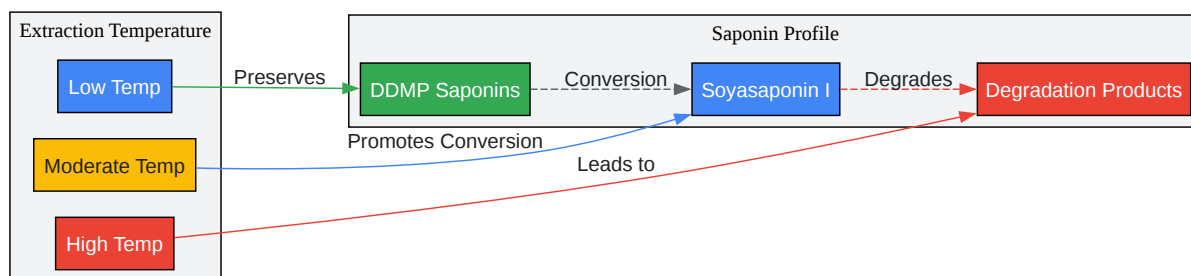 Extraction Temperature
Low Temp
Moderate Temp
High Temp
Preserves
Promotes Conversion
Leads to
Saponin Profile
DDMP Saponins
Conversion
Soyasaponin I
Degrades
Degradation Products